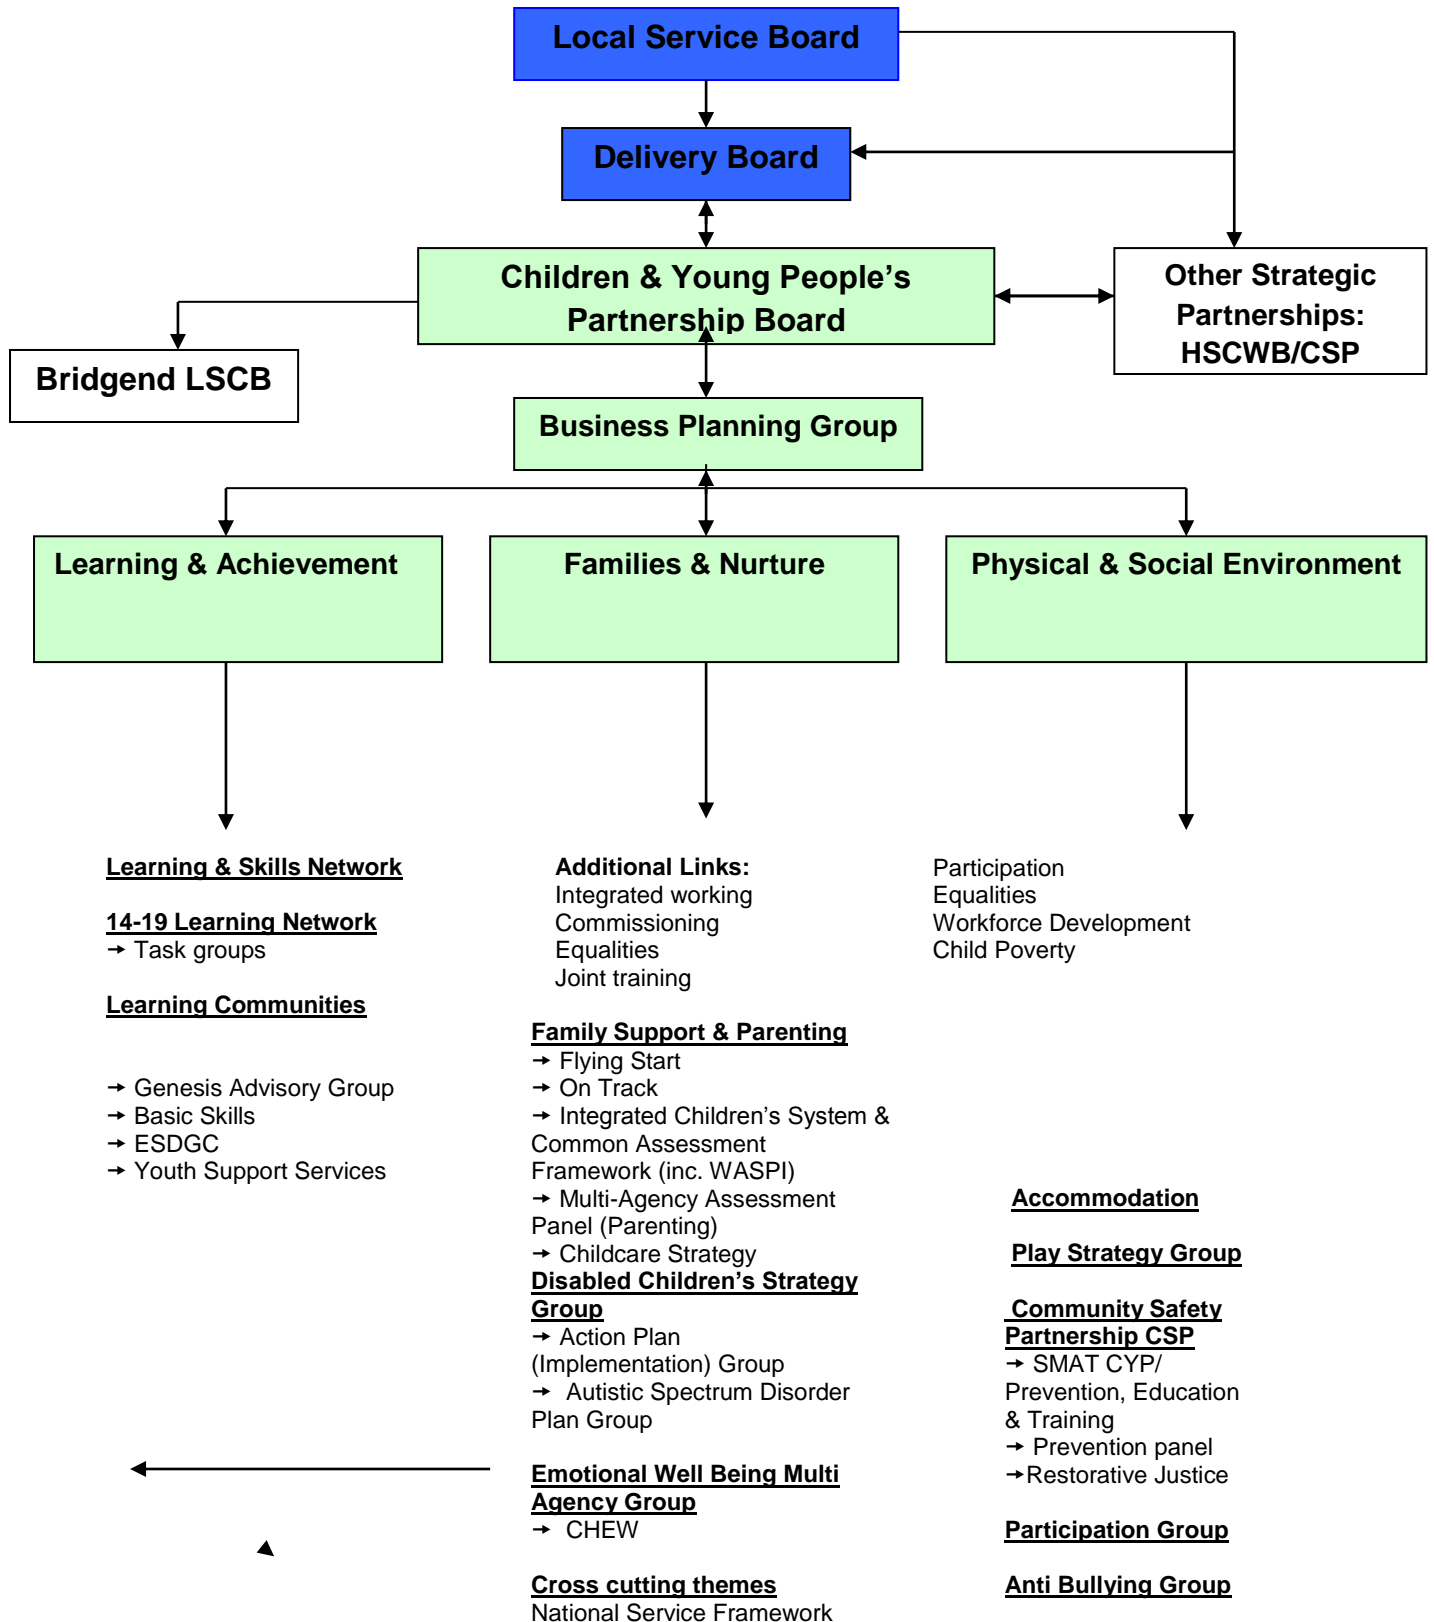 Local Service Board
Delivery Board
Children & Young People’s
Partnership Board
Other Strategic
Partnerships:
HSCWB/CSP
Bridgend LSCB
Business Planning Group
Learning & Achievement
Families & Nurture
Physical & Social Environment
Learning & Skills Network
14-19 Learning Network
→ Task groups
Learning Communities
→ Genesis Advisory Group
→ Basic Skills
→ ESDGC
→ Youth Support Services
Additional Links:
Integrated working
Commissioning
Equalities
Joint training
Family Support & Parenting
→ Flying Start
→ On Track
→ Integrated Children’s System &
Common Assessment
Framework (inc. WASPI)
→ Multi-Agency Assessment
Panel (Parenting)
→ Childcare Strategy
Disabled Children’s Strategy
Group
→ Action Plan
(Implementation) Group
→ Autistic Spectrum Disorder
Plan Group
Emotional Well Being Multi
Agency Group
→ CHEW
Cross cutting themes
National Service Framework
Participation
Equalities
Workforce Development
Child Poverty
Accommodation
Play Strategy Group
Community Safety
Partnership CSP
→ SMAT CYP/
Prevention, Education
& Training
→ Prevention panel
→Restorative Justice
Participation Group
Anti Bullying Group